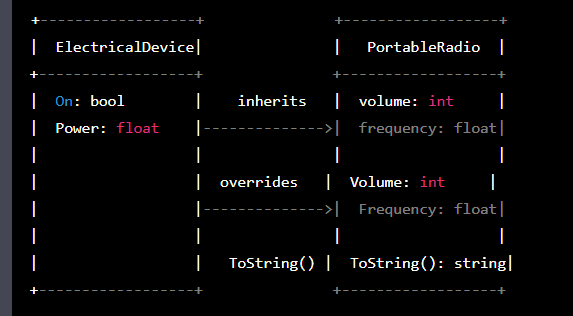 +------------------+               +------------------+
|  ElectricalDevice|               |   PortableRadio  |
+------------------+               +------------------+
|  On: bool        |    inherits   |  volume: int     |
|  Power: float    |-------------->|  frequency: float|
|                  |               |                  |
|                  |  overrides   | Volume: int     |
|                  |-------------->|  Frequency: float|
|                  |               |                  |
|                  |   ToString() |  ToString(): string|
+------------------+               +------------------+